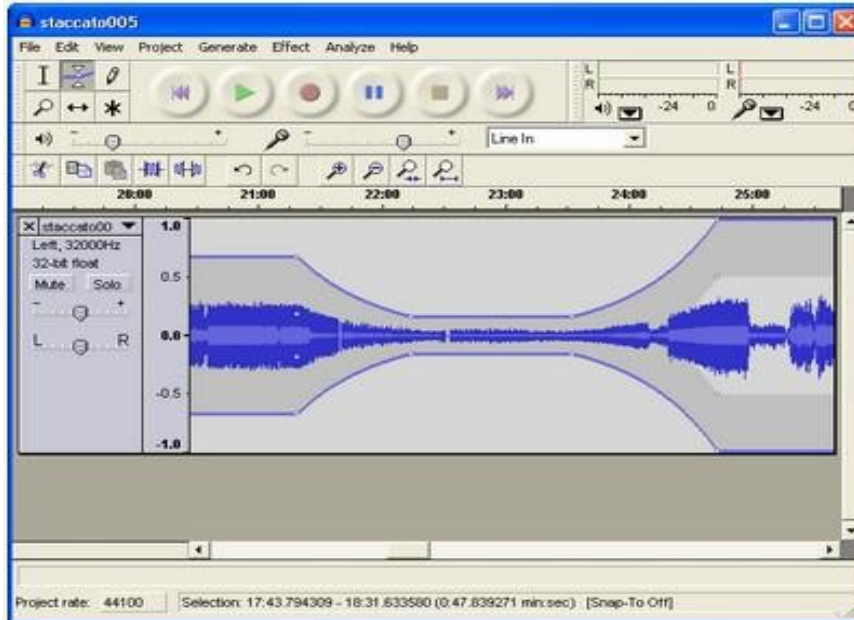 staccato005
File Edit View Project Generate Effect Analyze Help
L
R
-24 0
L
R
-24 0
- +
- +
Line In
20:00 21:00 22:00 23:00 24:00 25:00
staccato00
Left, 32000Hz
32-bit float
Mute Solo
- +
L R
1.0
0.5
0.0
-0.5
-1.0
Project rate: 44100 Selection: 17:43.794309 - 18:31.633580 (0:47.839271 min:sec) [Snap-To Off]